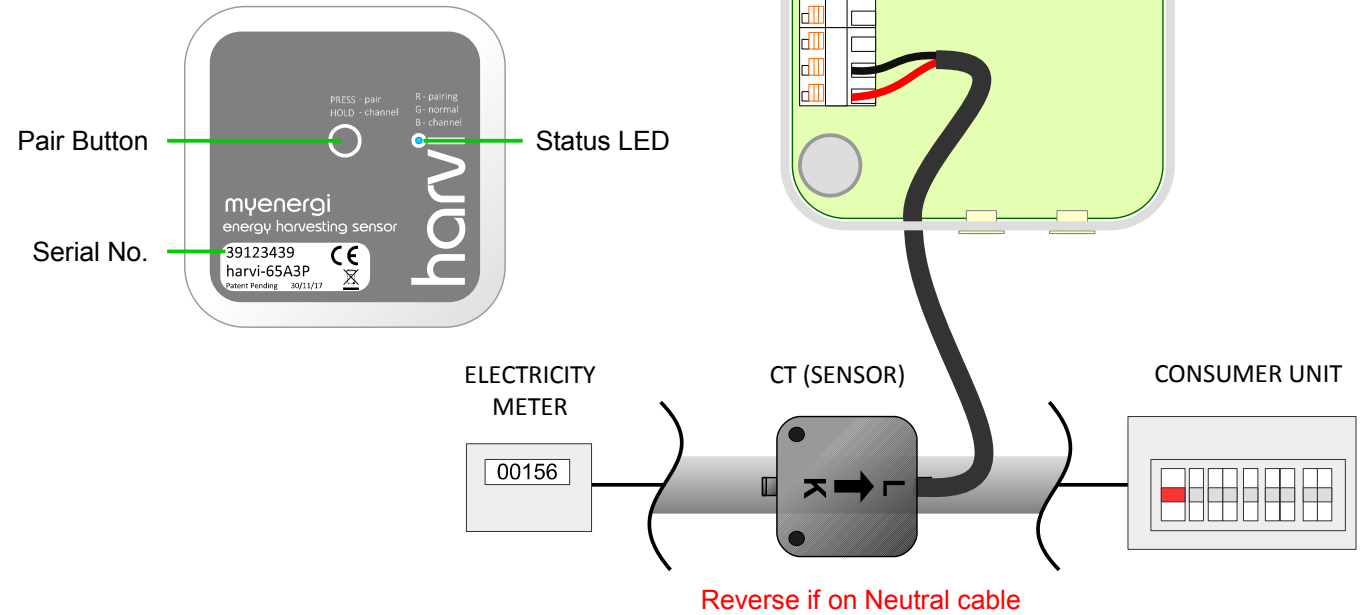 PRESS - pair
HOLD - channel
R - pairing
G - normal
B - channel
Pair Button
Status LED
harvi
myenergi
energy harvesting sensor
Serial No.
39123439
harvi-65A3P
Patent Pending 30/11/17
CE
ELECTRICITY
METER
CT (SENSOR)
CONSUMER UNIT
00156
K
L
Reverse if on Neutral cable